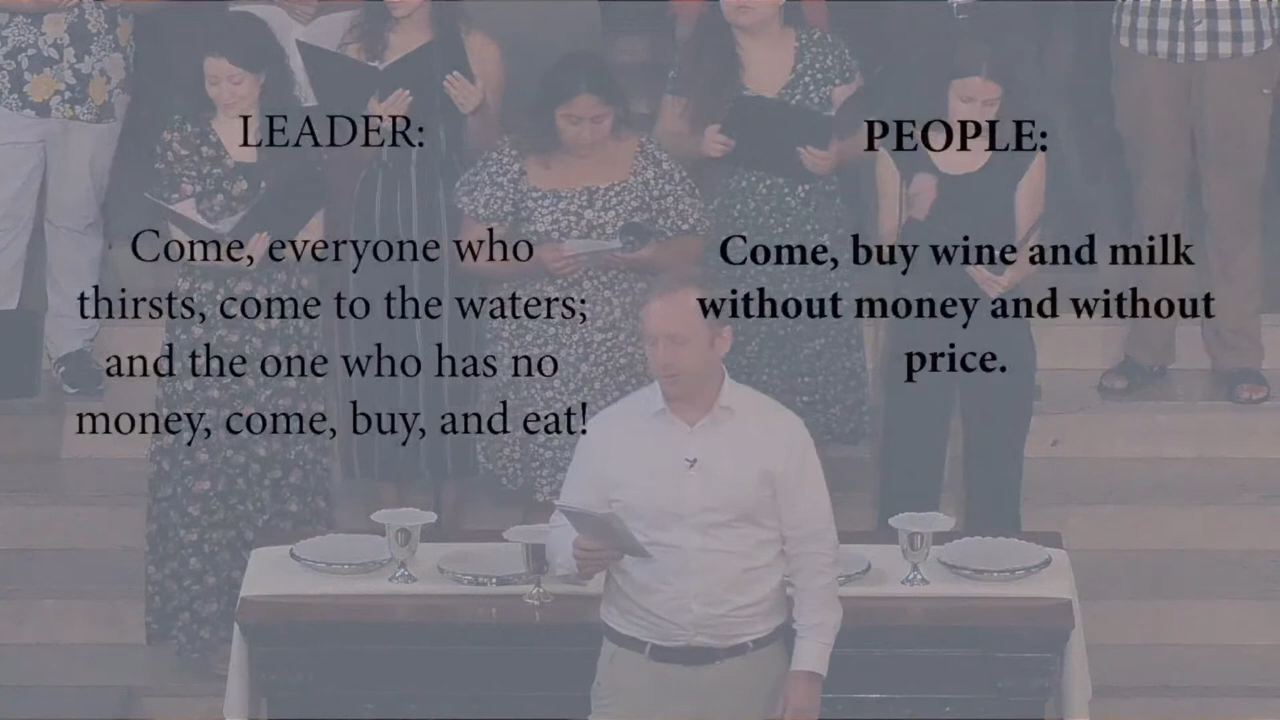 LEADER:
Come, everyone who
thirsts, come to the waters;
and the one who has no
money, come, buy, and eat!
PEOPLE:
Come, buy wine and milk
without money and without
price.